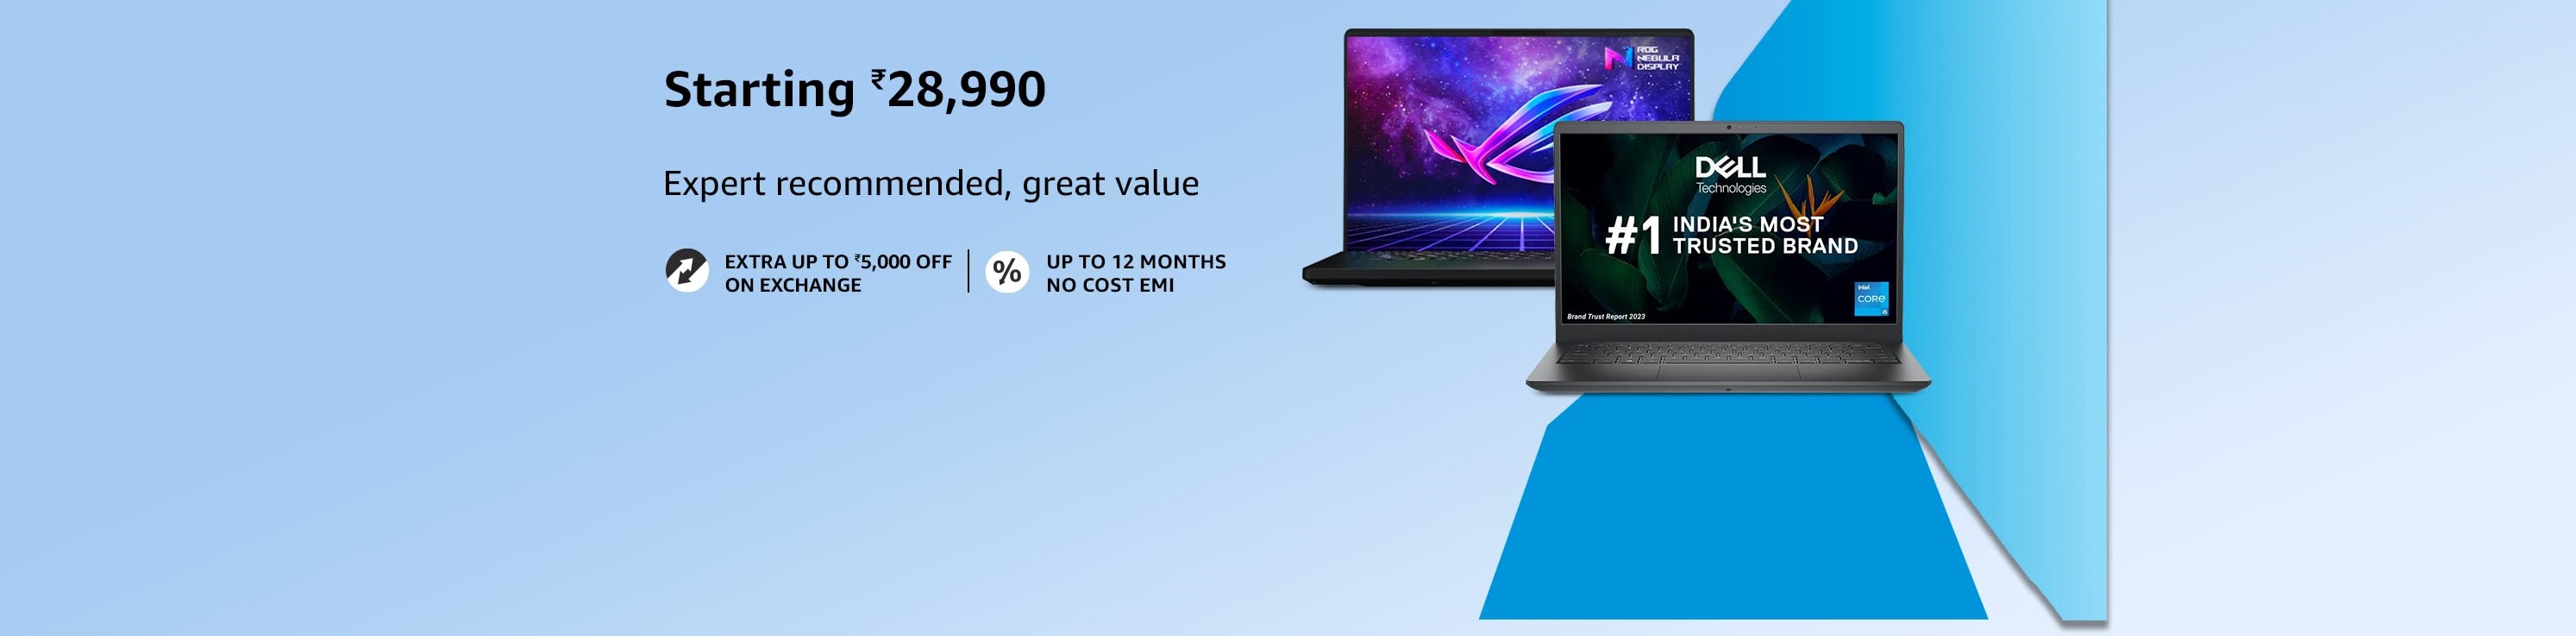 Starting ₹28,990
Expert recommended, great value
EXTRA UP TO ₹5,000 OFF
ON EXCHANGE
UP TO 12 MONTHS
NO COST EMI
ROG
NEBULA
DISPLAY
DELL
Technologies
#1 INDIA'S MOST
TRUSTED BRAND
intel
CORE
i5
Brand Trust Report 2023